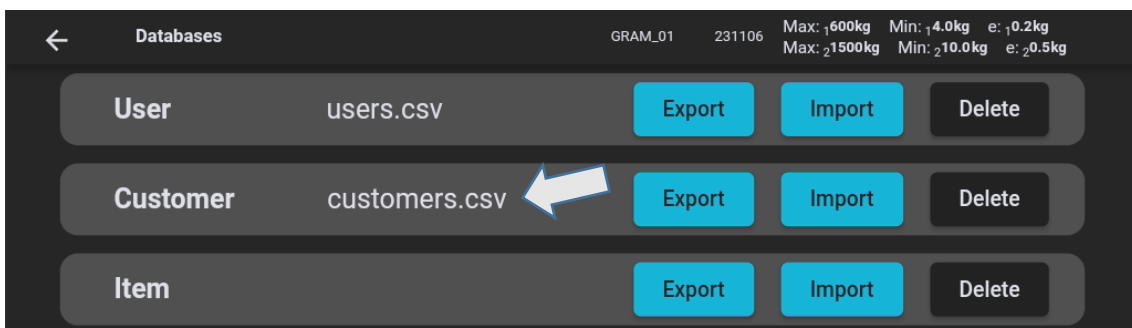 Databases GRAM_01 231106 Max: ₁600kg Min: ₁4.0kg e: ₁0.2kg
Max: ₂1500kg Min: ₂10.0kg e: ₂0.5kg
User users.csv Export Import Delete
Customer customers.csv Export Import Delete
Item Export Import Delete